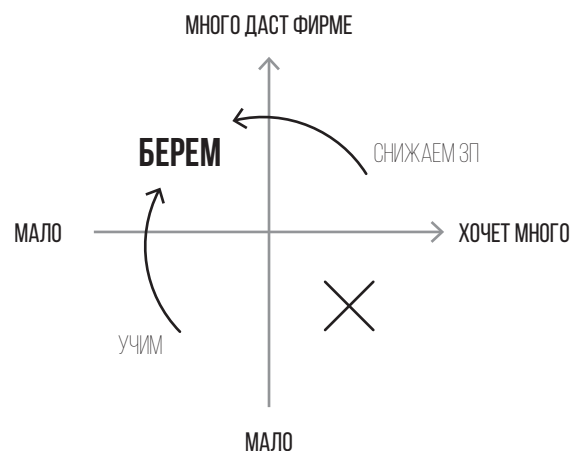 МНОГО ДАСТ ФИРМЕ
БЕРЕМ
СНИЖАЕМ ЗП
МАЛО
ХОЧЕТ МНОГО
УЧИМ
МАЛО